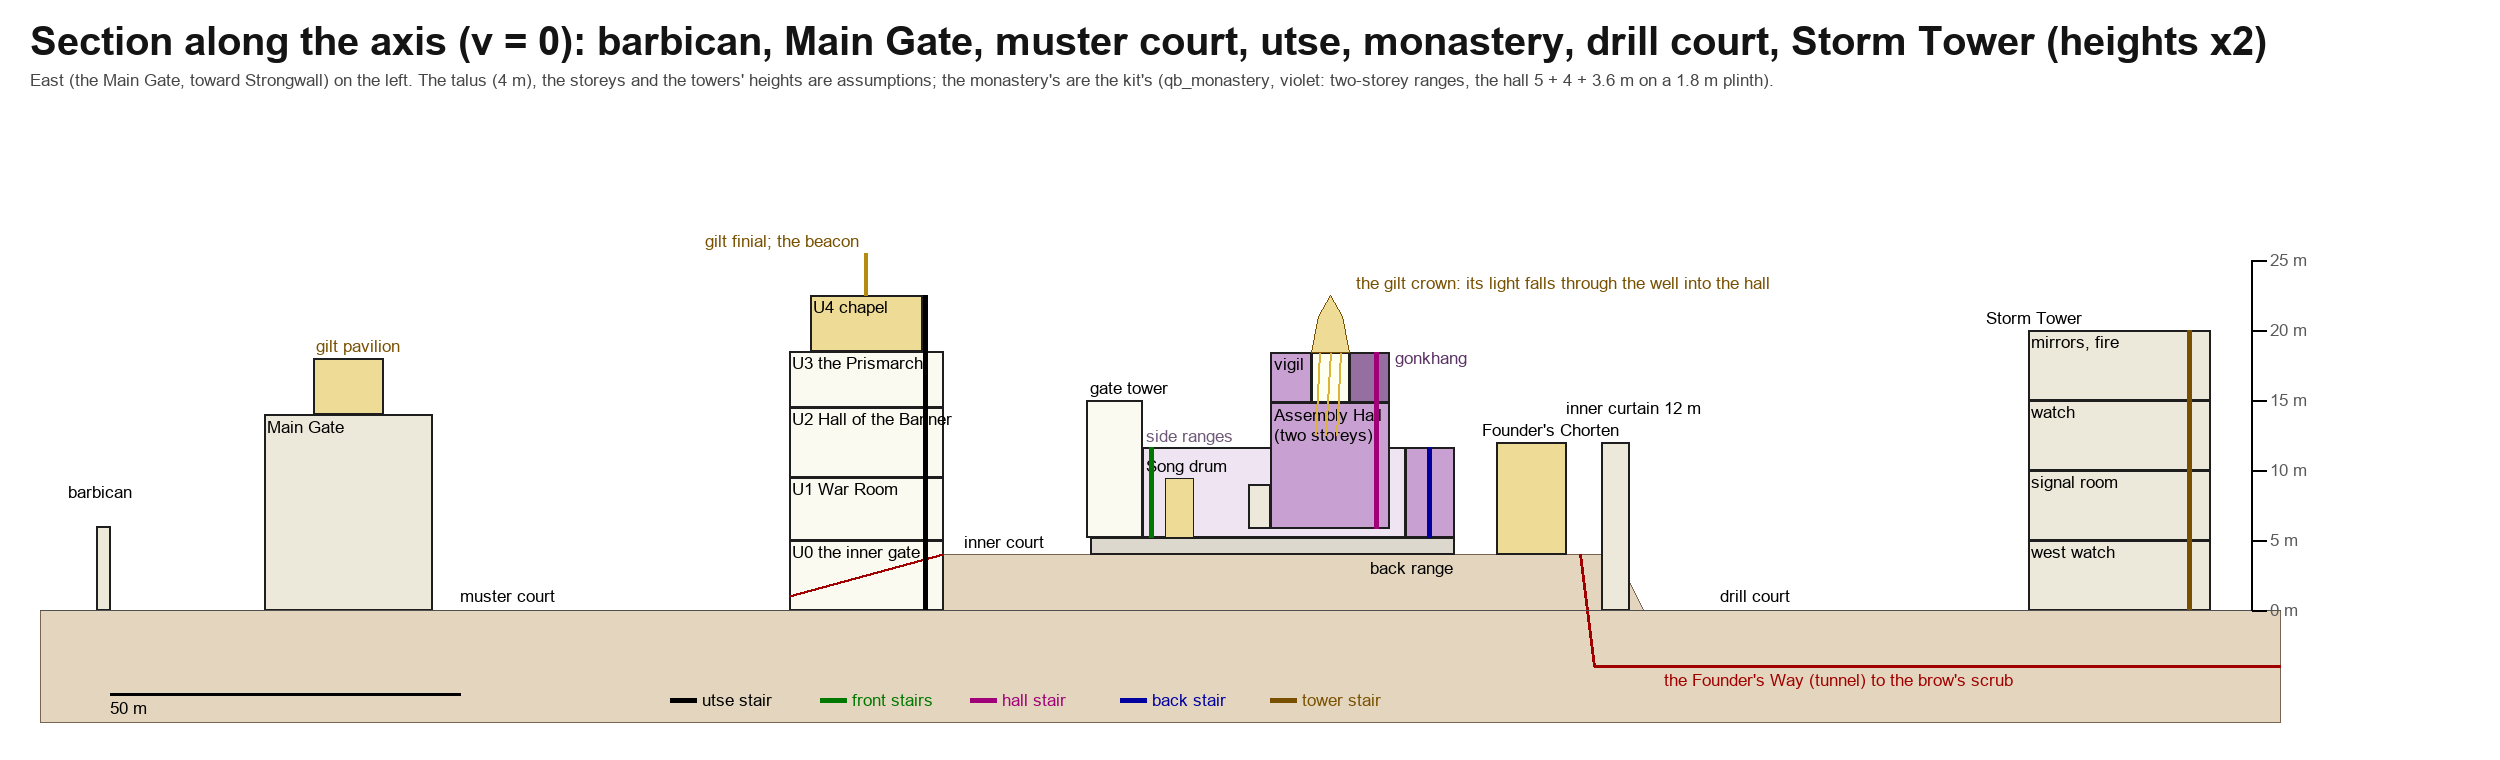 Section along the axis (v = 0): barbican, Main Gate, muster court, utse, monastery, drill court, Storm Tower (heights x2)
East (the Main Gate, toward Strongwall) on the left. The talus (4 m), the storeys and the towers' heights are assumptions; the monastery's are the kit's (qb_monastery, violet: two-storey ranges, the hall 5 + 4 + 3.6 m on a 1.8 m plinth).
gilt finial; the beacon
25 m
the gilt crown: its light falls through the well into the hall
U4 chapel
Storm Tower
20 m
gilt pavilion
mirrors, fire
U3 the Prismarch
vigil
gonkhang
gate tower
15 m
inner curtain 12 m
U2 Hall of the Banner
Assembly Hall
(two storeys)
watch
Main Gate
Founder's Chorten
side ranges
Song drum
10 m
barbican
U1 War Room
signal room
inner court
5 m
U0 the inner gate
west watch
back range
muster court
drill court
0 m
the Founder's Way (tunnel) to the brow's scrub
50 m
utse stair
front stairs
hall stair
back stair
tower stair